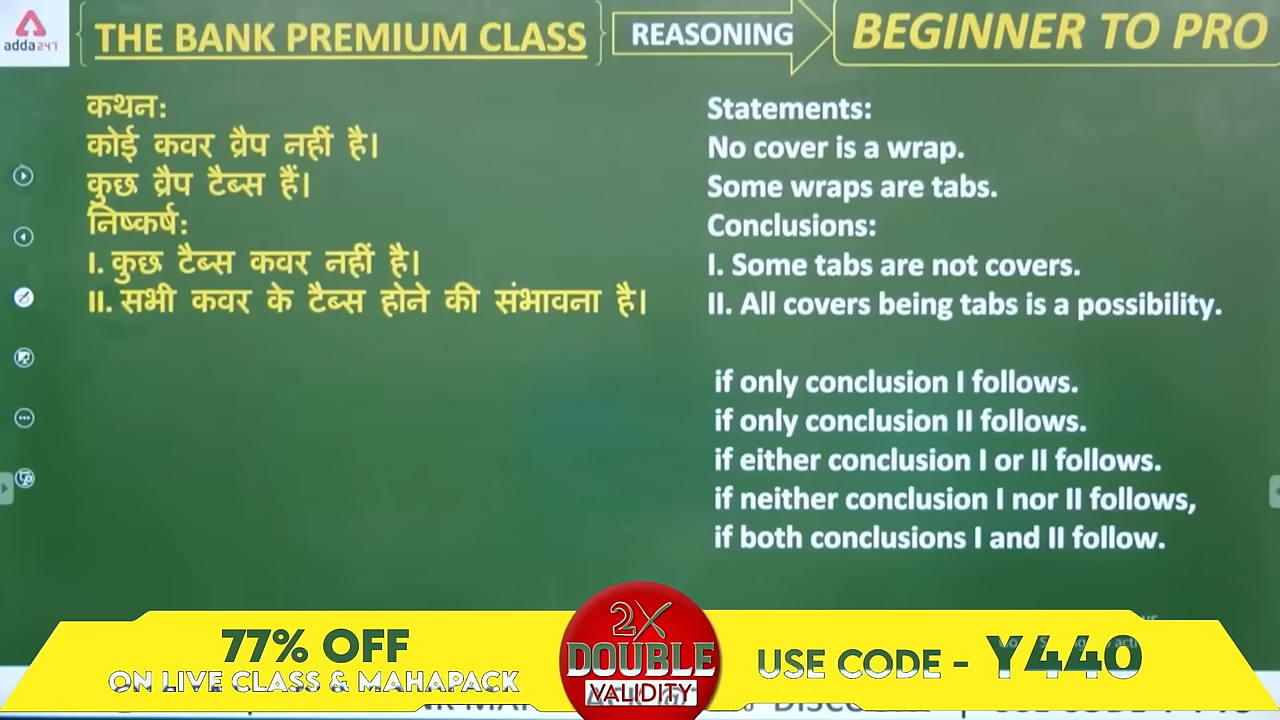 adda247
THE BANK PREMIUM CLASS
REASONING
BEGINNER TO PRO
कथन:
कोई कवर व्रैप नहीं है।
कुछ व्रैप टैब्स हैं।
निष्कर्ष:
I. कुछ टैब्स कवर नहीं है।
II. सभी कवर के टैब्स होने की संभावना है।
Statements:
No cover is a wrap.
Some wraps are tabs.
Conclusions:
I. Some tabs are not covers.
II. All covers being tabs is a possibility.
if only conclusion I follows.
if only conclusion II follows.
if either conclusion I or II follows.
if neither conclusion I nor II follows,
if both conclusions I and II follow.
77% OFF
ON LIVE CLASS & MAHAPACK
2X
DOUBLE
VALIDITY
USE CODE - Y440